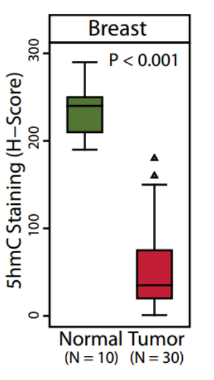 Breast
P < 0.001
5hmC Staining (H−Score)
300
200
100
0
Normal Tumor
(N = 10) (N = 30)